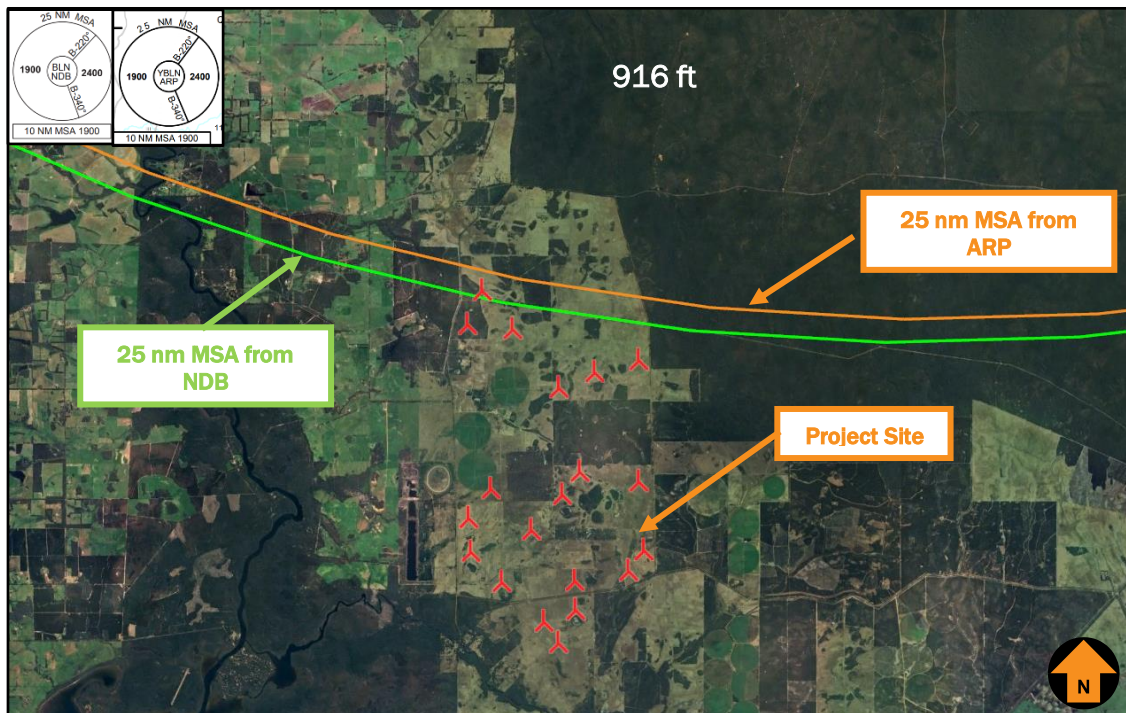 25 NM MSA
B-220°
1900
BLN
NDB
2400
B-340°
10 NM MSA 1900
25 NM MSA
B-220°
1900
YBLN
ARP
2400
B-340°
10 NM MSA 1900
916 ft
25 nm MSA from
ARP
25 nm MSA from
NDB
Project Site
N